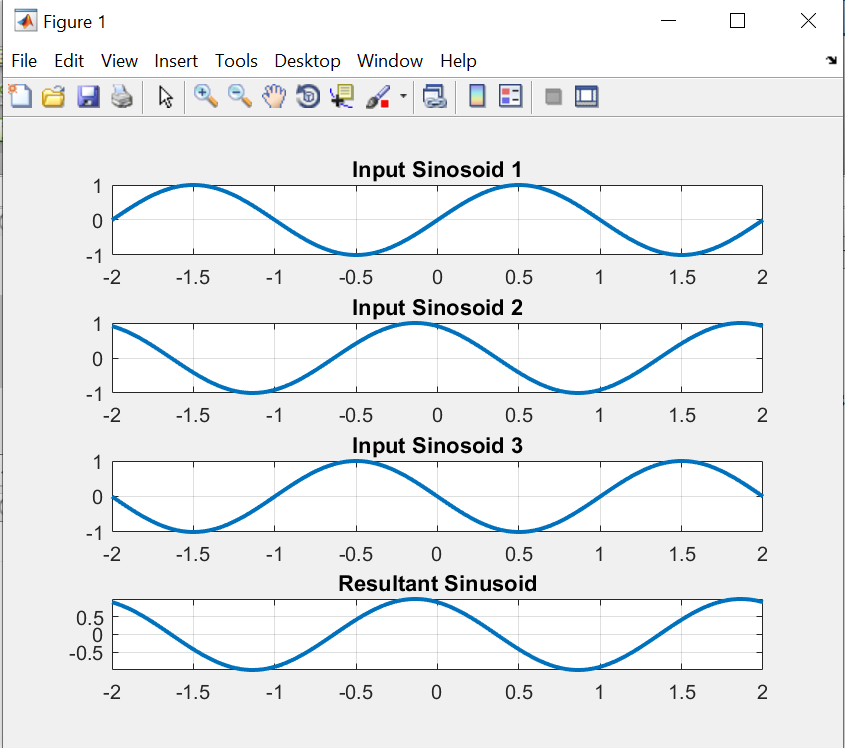 Figure 1
File Edit View Insert Tools Desktop Window Help
Input Sinosoid 1
1
0
-1
-2 -1.5 -1 -0.5 0 0.5 1 1.5 2
Input Sinosoid 2
1
0
-1
-2 -1.5 -1 -0.5 0 0.5 1 1.5 2
Input Sinosoid 3
1
0
-1
-2 -1.5 -1 -0.5 0 0.5 1 1.5 2
Resultant Sinusoid
0.5
0
-0.5
-2 -1.5 -1 -0.5 0 0.5 1 1.5 2